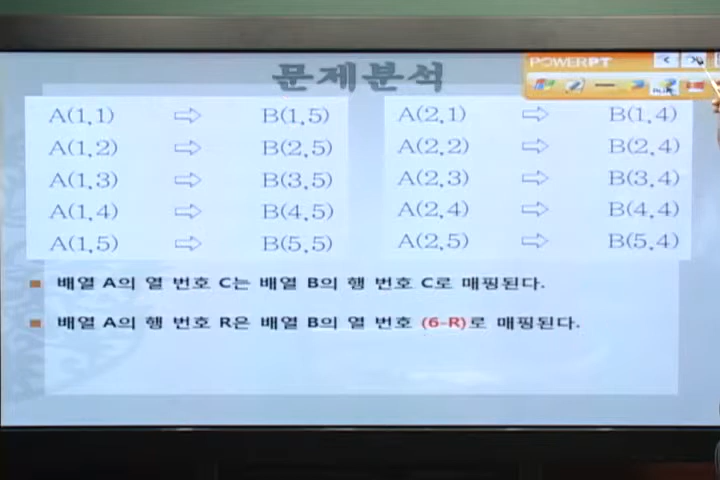 문제분석
POWERPT
A(1,1) ⇨ B(1,5)
A(1,2) ⇨ B(2,5)
A(1,3) ⇨ B(3,5)
A(1,4) ⇨ B(4,5)
A(1,5) ⇨ B(5,5)
A(2,1) ⇨ B(1,4)
A(2,2) ⇨ B(2,4)
A(2,3) ⇨ B(3,4)
A(2,4) ⇨ B(4,4)
A(2,5) ⇨ B(5,4)
배열 A의 열 번호 C는 배열 B의 행 번호 C로 매핑된다.
배열 A의 행 번호 R은 배열 B의 열 번호 (6-R)로 매핑된다.